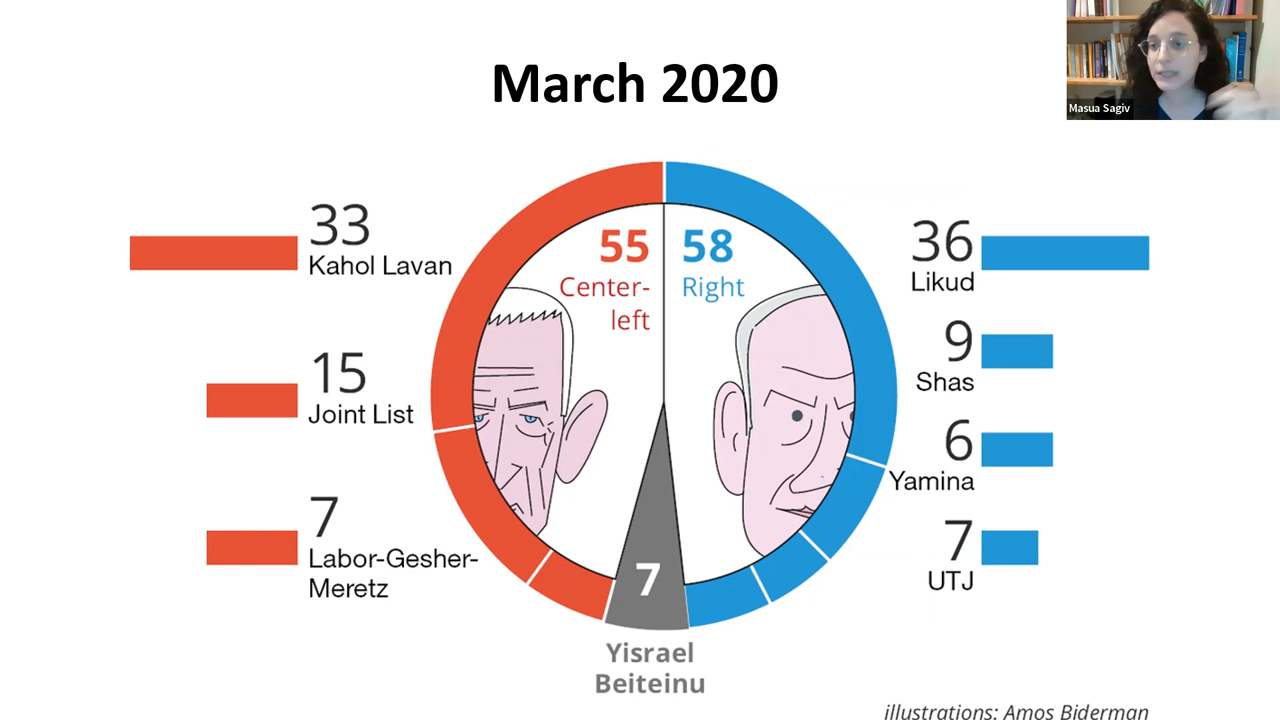 March 2020
Masua Sagiv
33
Kahol Lavan
15
Joint List
7
Labor-Gesher-
Meretz
55
Center-
left
58
Right
36
Likud
9
Shas
6
Yamina
7
UTJ
7
Yisrael
Beiteinu
illustrations: Amos Biderman